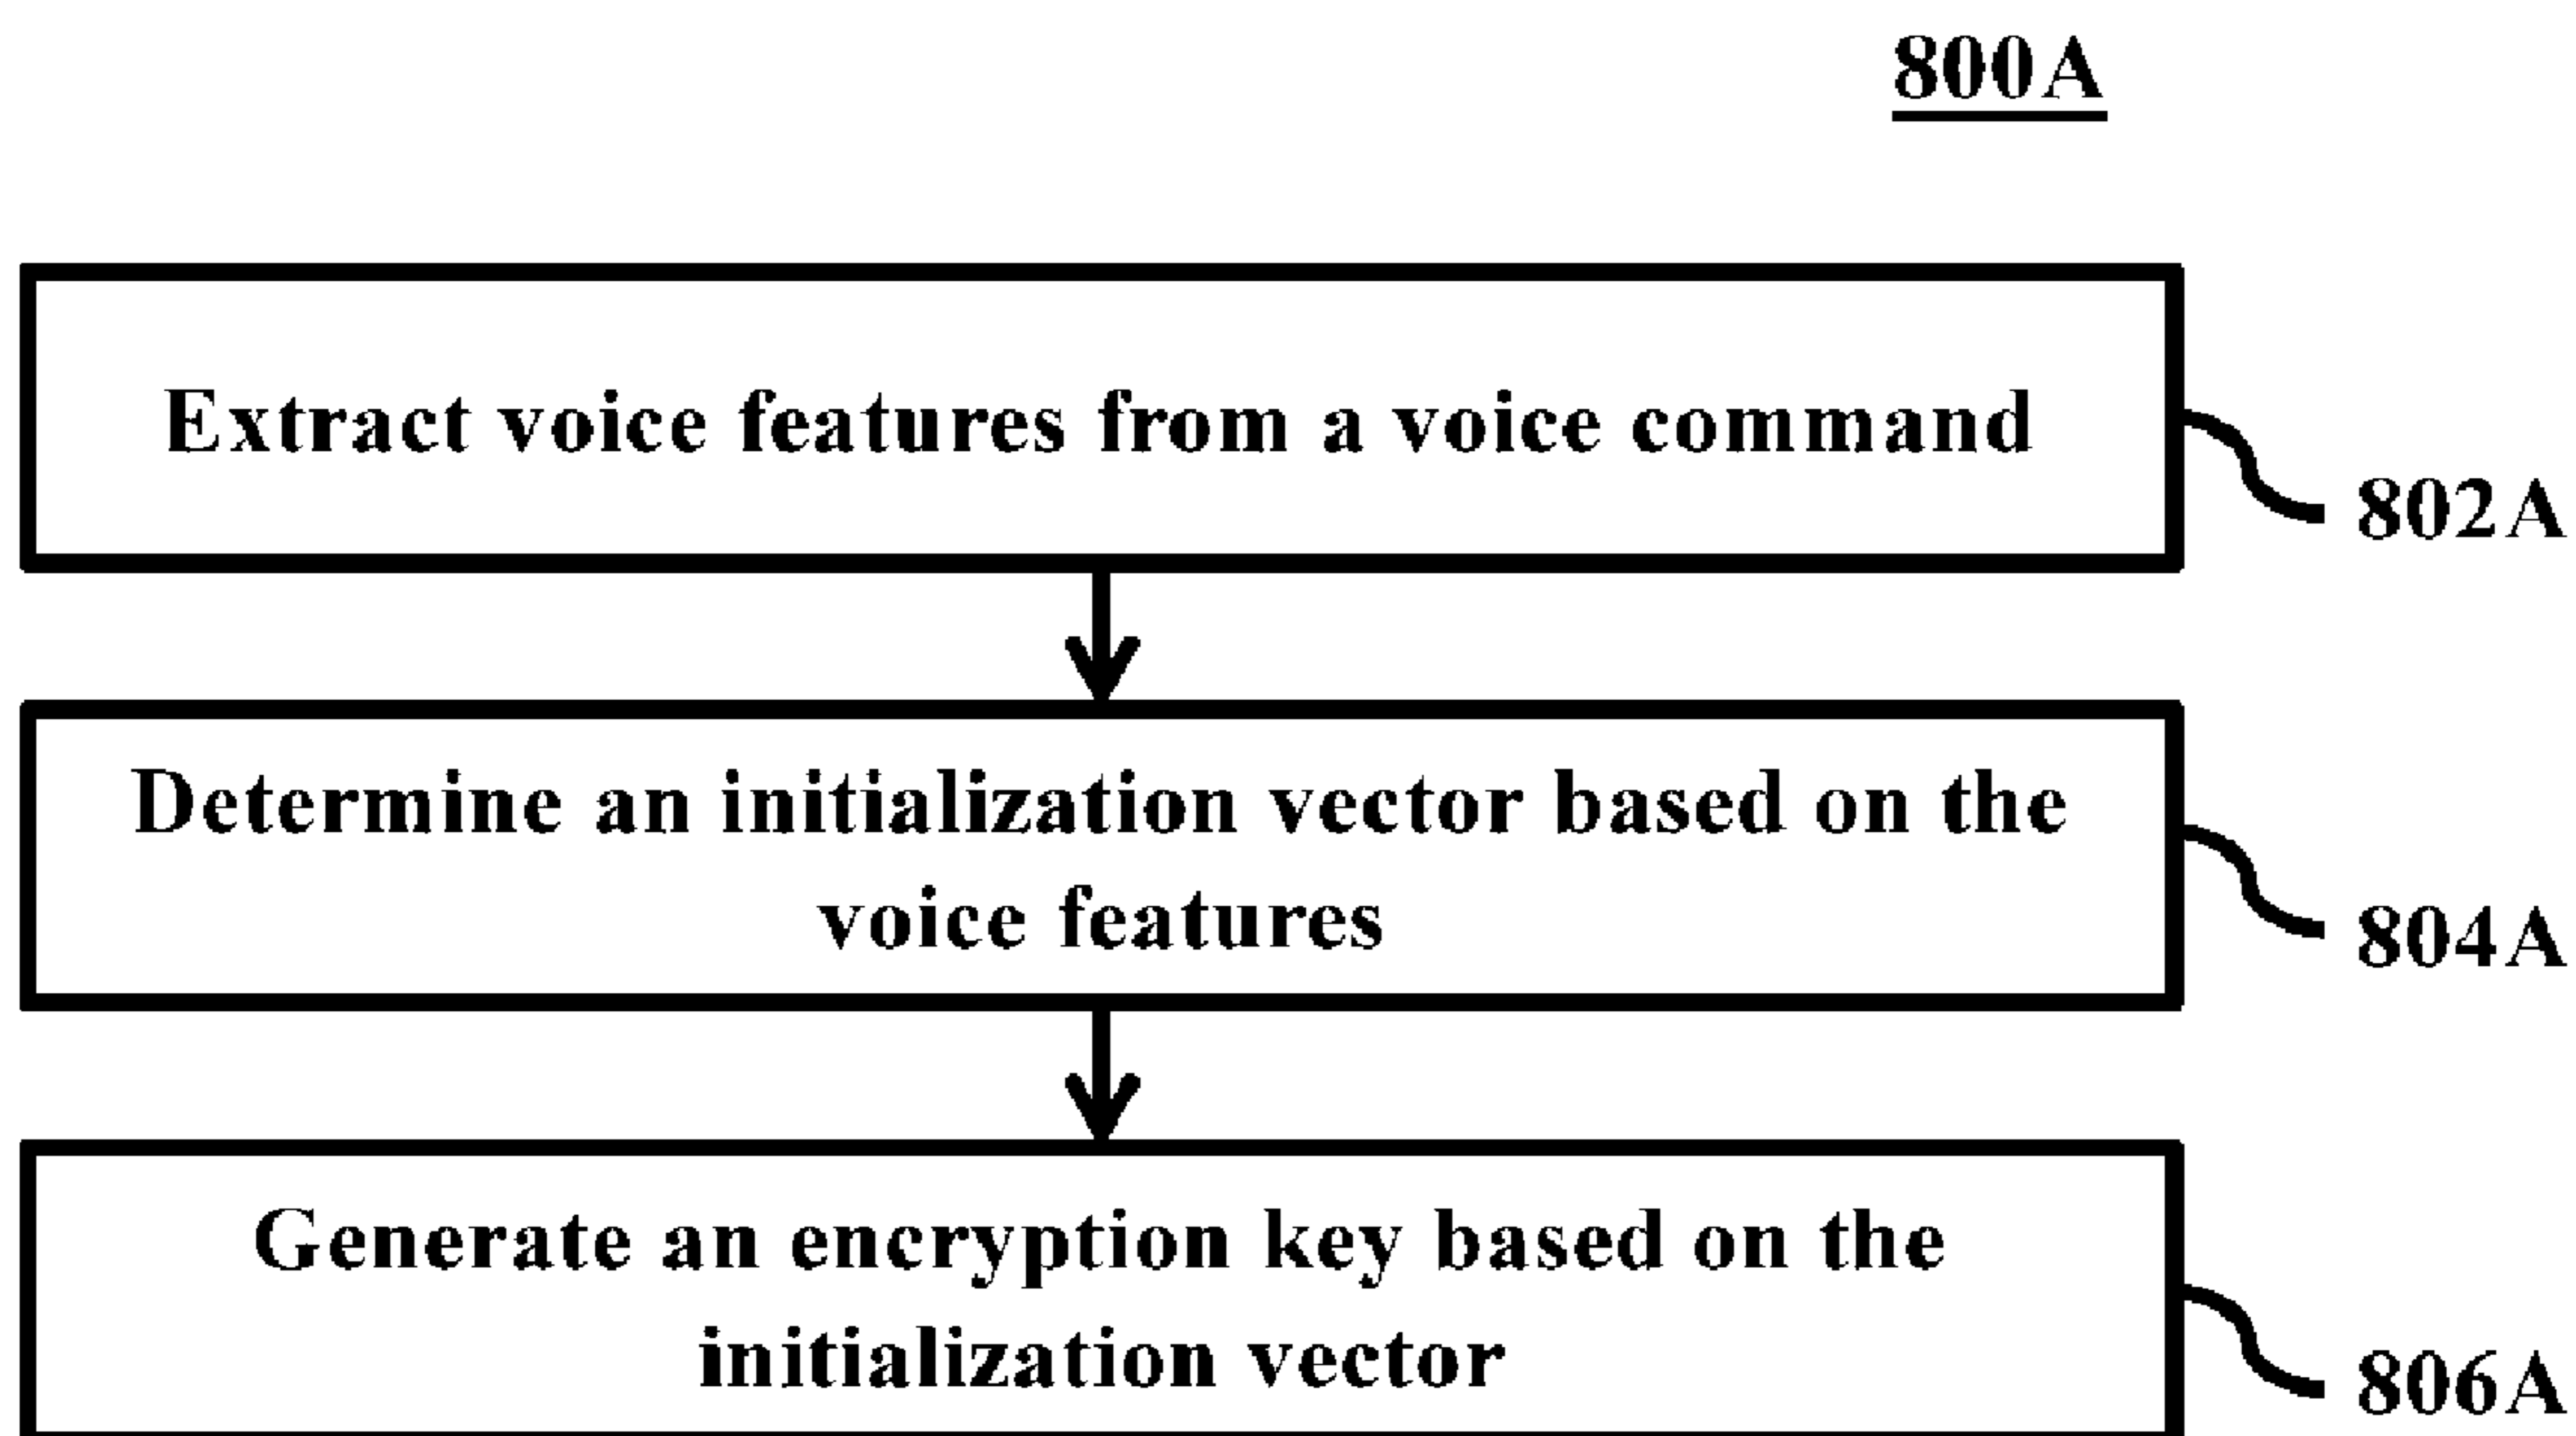 800A
Extract voice features from a voice command
802A
Determine an initialization vector based on the
voice features
804A
Generate an encryption key based on the
initialization vector
806A